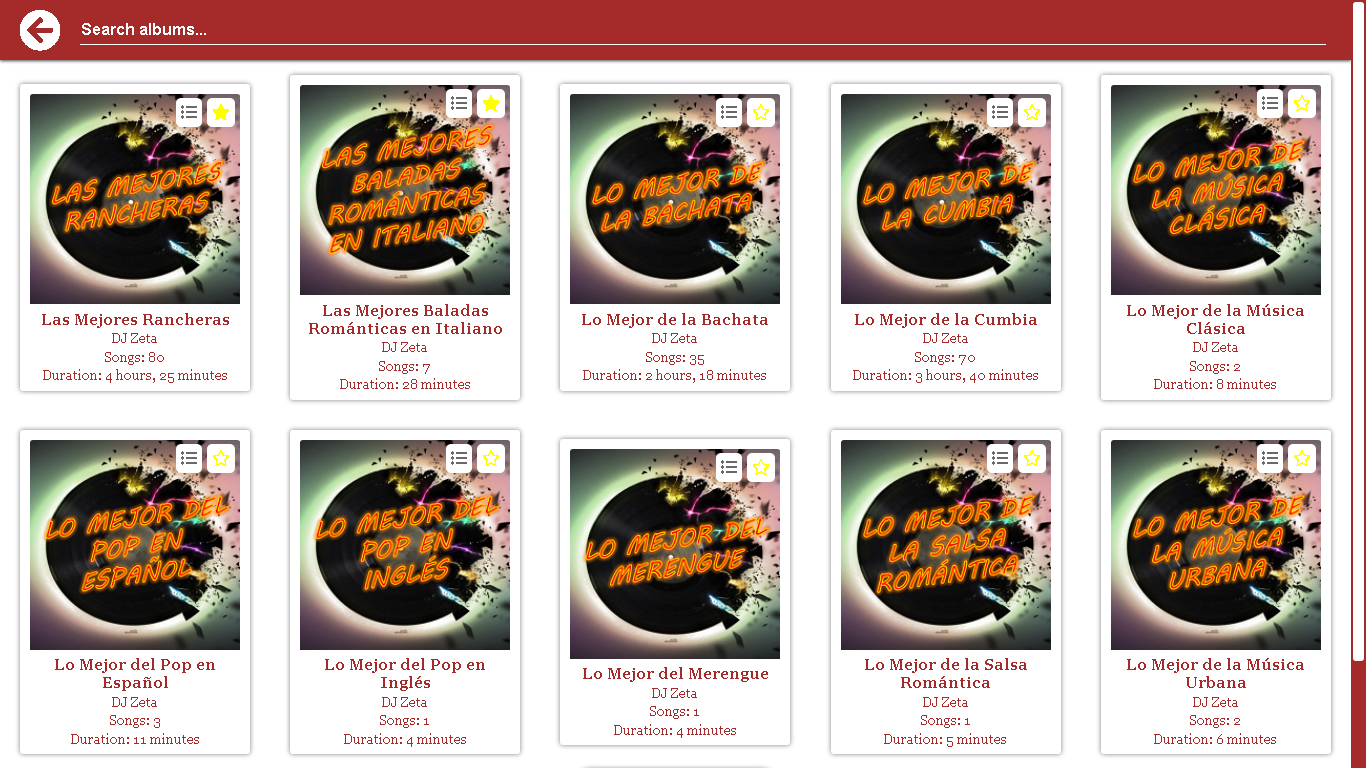 Search albums...
LAS MEJORES
RANCHERAS
Las Mejores Rancheras
DJ Zeta
Songs: 80
Duration: 4 hours, 25 minutes
LAS MEJORES
BALADAS
ROMÁNTICAS
EN ITALIANO
Las Mejores Baladas
Románticas en Italiano
DJ Zeta
Songs: 7
Duration: 28 minutes
LO MEJOR DE
LA BACHATA
Lo Mejor de la Bachata
DJ Zeta
Songs: 35
Duration: 2 hours, 18 minutes
LO MEJOR DE
LA CUMBIA
Lo Mejor de la Cumbia
DJ Zeta
Songs: 70
Duration: 3 hours, 40 minutes
LO MEJOR DE
LA MÚSICA
CLÁSICA
Lo Mejor de la Música
Clásica
DJ Zeta
Songs: 2
Duration: 8 minutes
LO MEJOR DEL
POP EN
ESPAÑOL
Lo Mejor del Pop en
Español
DJ Zeta
Songs: 3
Duration: 11 minutes
LO MEJOR DEL
POP EN
INGLÉS
Lo Mejor del Pop en
Inglés
DJ Zeta
Songs: 1
Duration: 4 minutes
LO MEJOR DEL
MERENGUE
Lo Mejor del Merengue
DJ Zeta
Songs: 1
Duration: 4 minutes
LO MEJOR DE
LA SALSA
ROMÁNTICA
Lo Mejor de la Salsa
Romántica
DJ Zeta
Songs: 1
Duration: 5 minutes
LO MEJOR DE
LA MÚSICA
URBANA
Lo Mejor de la Música
Urbana
DJ Zeta
Songs: 2
Duration: 6 minutes